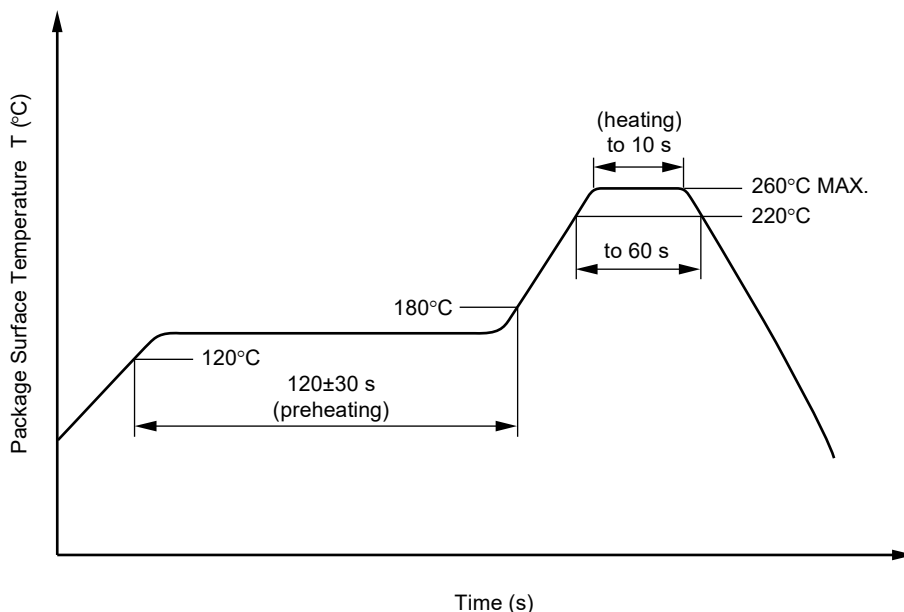 Package Surface Temperature T (°C)
(heating)
to 10 s
260°C MAX.
220°C
to 60 s
180°C
120°C
120±30 s
(preheating)
Time (s)